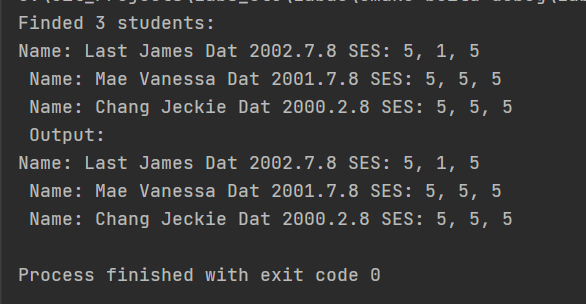 Finded 3 students:
Name: Last James Dat 2002.7.8 SES: 5, 1, 5
Name: Mae Vanessa Dat 2001.7.8 SES: 5, 5, 5
Name: Chang Jeckie Dat 2000.2.8 SES: 5, 5, 5
Output:
Name: Last James Dat 2002.7.8 SES: 5, 1, 5
Name: Mae Vanessa Dat 2001.7.8 SES: 5, 5, 5
Name: Chang Jeckie Dat 2000.2.8 SES: 5, 5, 5
Process finished with exit code 0